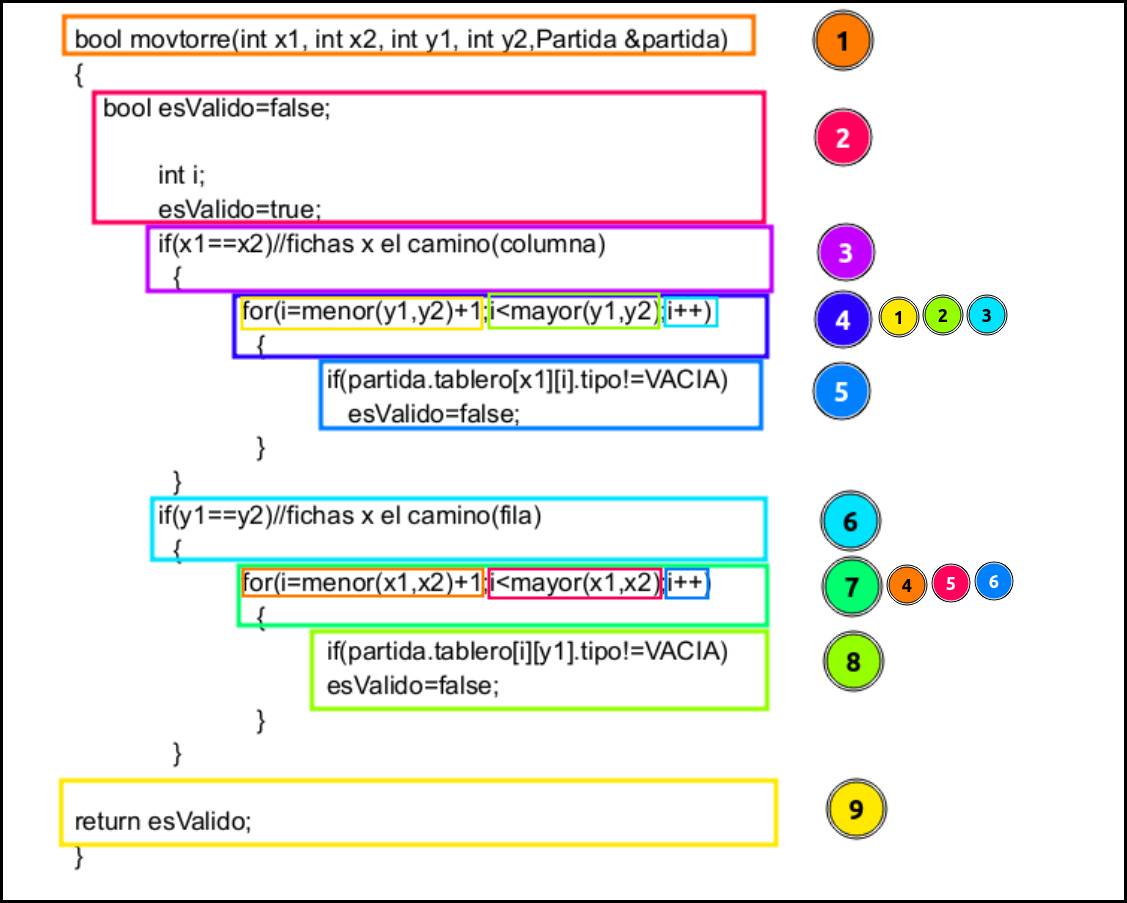 bool movtorre(int x1, int x2, int y1, int y2,Partida &partida) 1
{
bool esValido=false;
2
int i;
esValido=true;
if(x1==x2)//fichas x el camino(columna) 3
{
for(i=menor(y1,y2)+1;i<mayor(y1,y2);i++) 4 1 2 3
{
if(partida.tablero[x1][i].tipo!=VACIA) 5
esValido=false;
}
}
if(y1==y2)//fichas x el camino(fila) 6
{
for(i=menor(x1,x2)+1;i<mayor(x1,x2);i++) 7 4 5 6
{
if(partida.tablero[i][y1].tipo!=VACIA) 8
esValido=false;
}
}
return esValido; 9
}